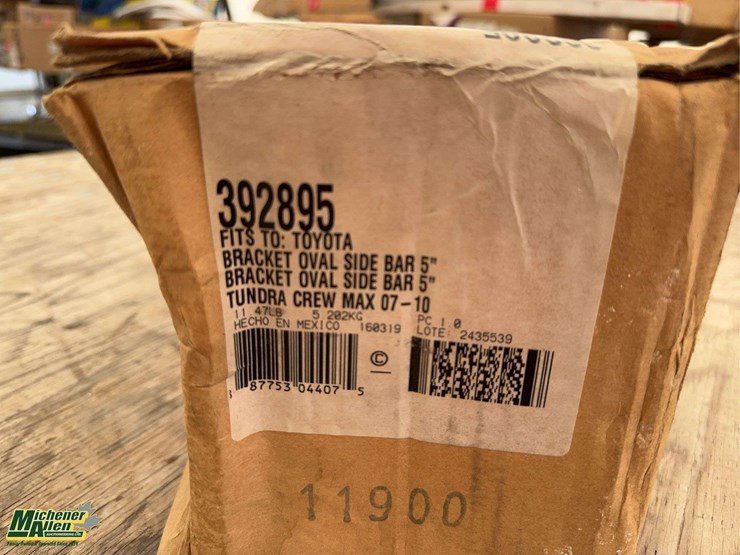 392895
FITS TO: TOYOTA
BRACKET OVAL SIDE BAR 5"
BRACKET OVAL SIDE BAR 5"
TUNDRA CREW MAX 07-10
11.47LB 5.202KG PC 1.0
HECHO EN MEXICO 160319 LOTE: 2435539
©
87753 04407 5
11900
Michener Allen
AUCTIONEERING LTD.